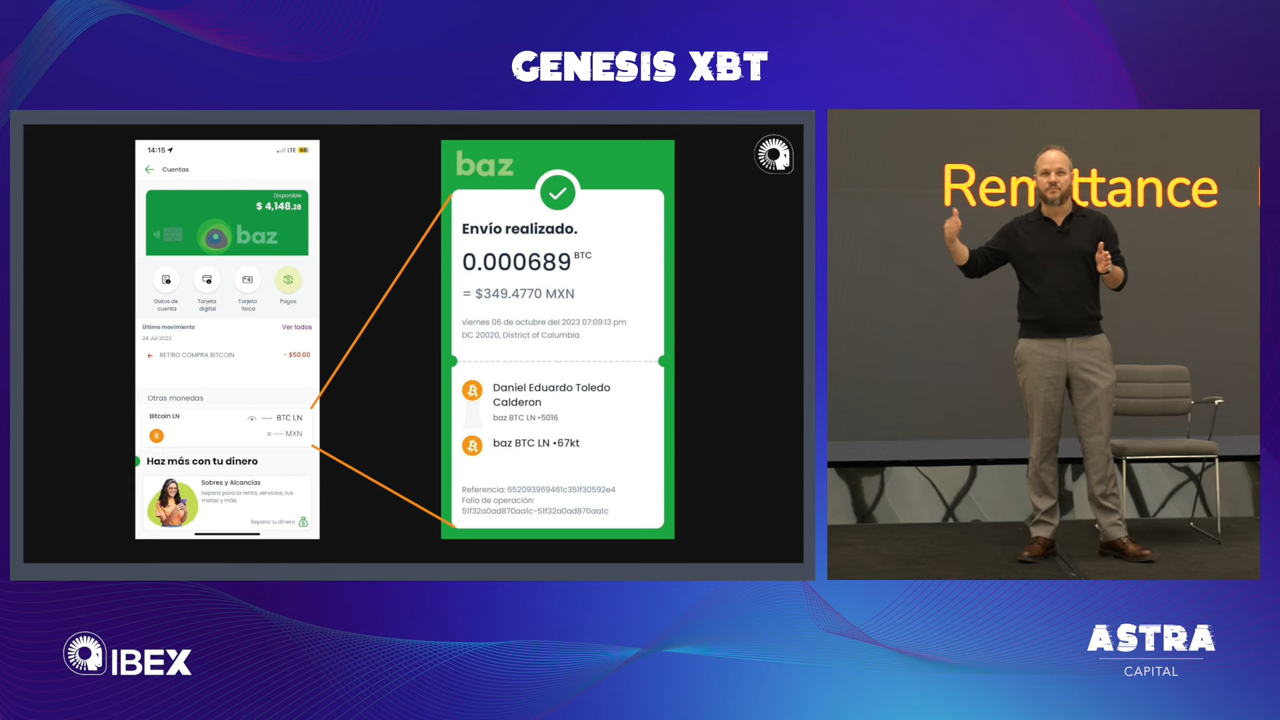 GENESIS XBT
14:15
LTE 66
Cuentas
Disponible
$ 4,148.28
baz
Datos de
cuenta
Tarjeta
digital
Tarjeta
física
Pagos
Último movimiento
Ver todos
24 Jul 2023
RETIRO COMPRA BITCOIN
- $50.00
Otras monedas
Bitcoin LN
BTC LN
= ····· MXN
Haz más con tu dinero
Sobres y Alcancías
Separa para la renta, servicios, tus
metas y más.
Separa tu dinero
baz
Envío realizado.
0.000689 BTC
= $349.4770 MXN
viernes 06 de octubre del 2023 07:09:13 pm
DC 20020, District of Columbia
Daniel Eduardo Toledo
Calderon
baz BTC LN •5016
baz BTC LN •67kt
Referencia: 652093969461c351f30592e4
Folio de operación:
51f32a0ad870aa1c-51f32a0ad870aa1c
Remittance
IBEX
ASTRA
CAPITAL